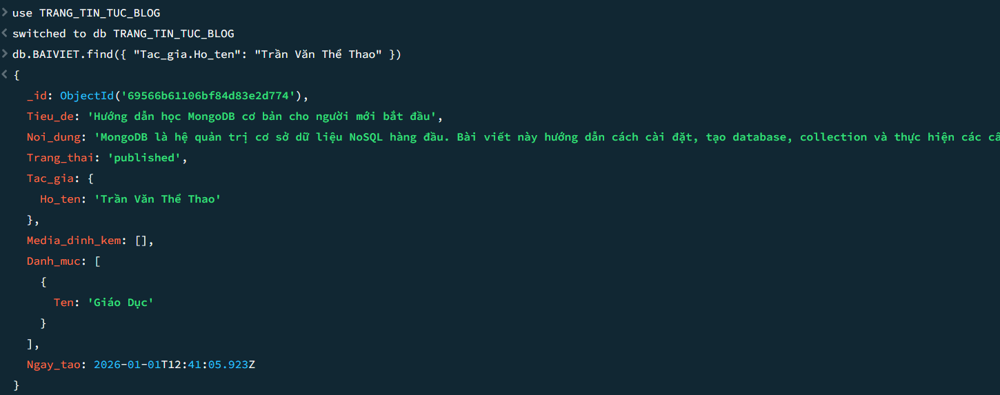 use TRANG_TIN_TUC_BLOG
switched to db TRANG_TIN_TUC_BLOG
db.BAIVIET.find({ "Tac_gia.Ho_ten": "Trần Văn Thể Thao" })
{
_id: ObjectId('69566b61106bf84d83e2d774'),
Tieu_de: 'Hướng dẫn học MongoDB cơ bản cho người mới bắt đầu',
Noi_dung: 'MongoDB là hệ quản trị cơ sở dữ liệu NoSQL hàng đầu. Bài viết này hướng dẫn cách cài đặt, tạo database, collection và thực hiện các
Trang_thai: 'published',
Tac_gia: {
Ho_ten: 'Trần Văn Thể Thao'
},
Media_dinh_kem: [],
Danh_muc: [
{
Ten: 'Giáo Dục'
}
],
Ngay_tao: 2026-01-01T12:41:05.923Z
}